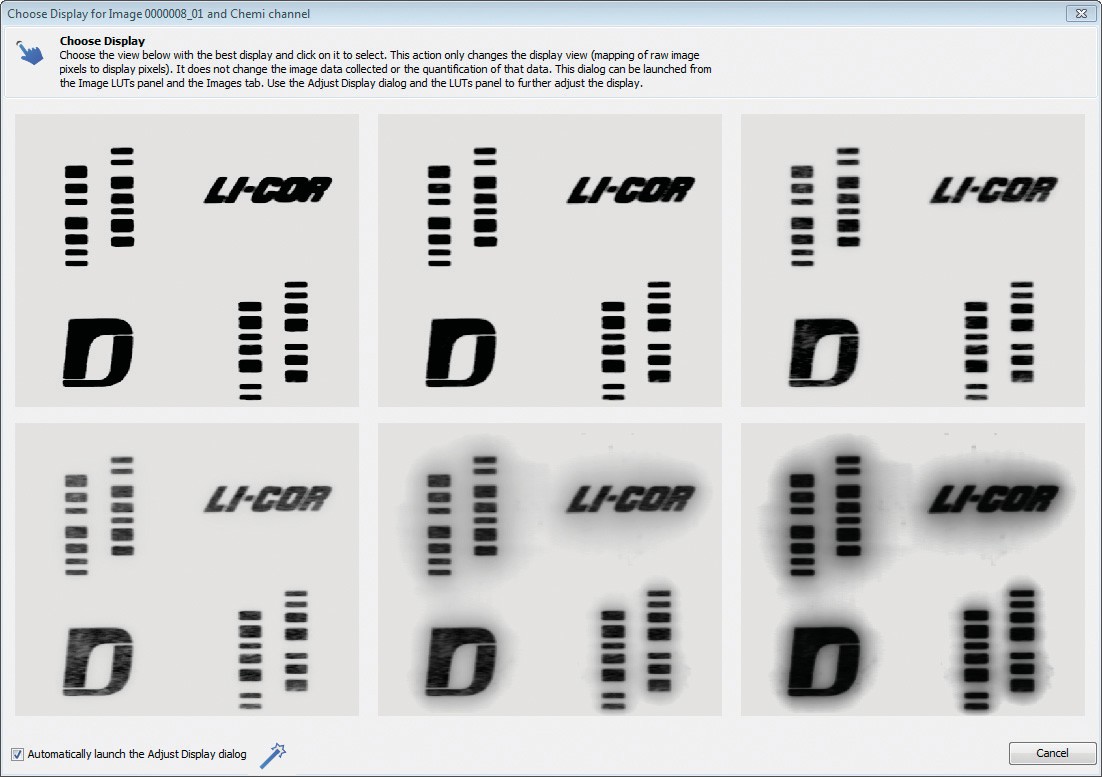 Choose Display for Image 0000008_01 and Chemi channel
Choose Display
Choose the view below with the best display and click on it to select. This action only changes the display view (mapping of raw image
pixels to display pixels). It does not change the image data collected or the quantification of that data. This dialog can be launched from
the Image LUTs panel and the Images tab. Use the Adjust Display dialog and the LUTs panel to further adjust the display.
LI-COR LI-COR LI-COR
D D D
LI-COR LI-COR LI-COR
D D D
Automatically launch the Adjust Display dialog Cancel